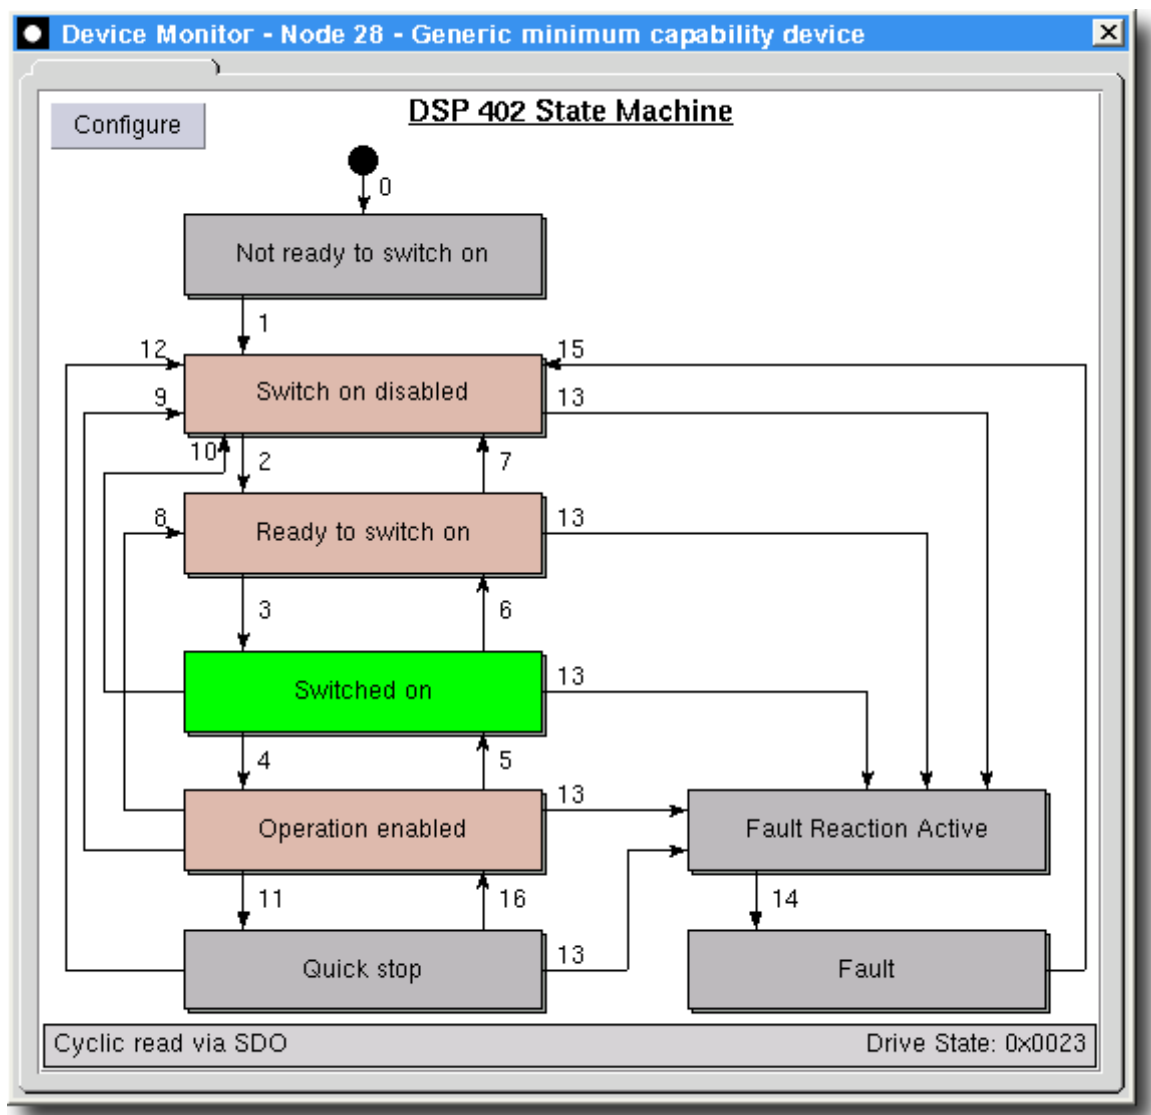 Device Monitor - Node 28 - Generic minimum capability device
Configure
DSP 402 State Machine
0
Not ready to switch on
1
12
15
Switch on disabled
9
13
10
2
7
8
13
Ready to switch on
3
6
13
Switched on
4
5
13
Operation enabled
Fault Reaction Active
11
16
14
13
Quick stop
Fault
Cyclic read via SDO
Drive State: 0x0023